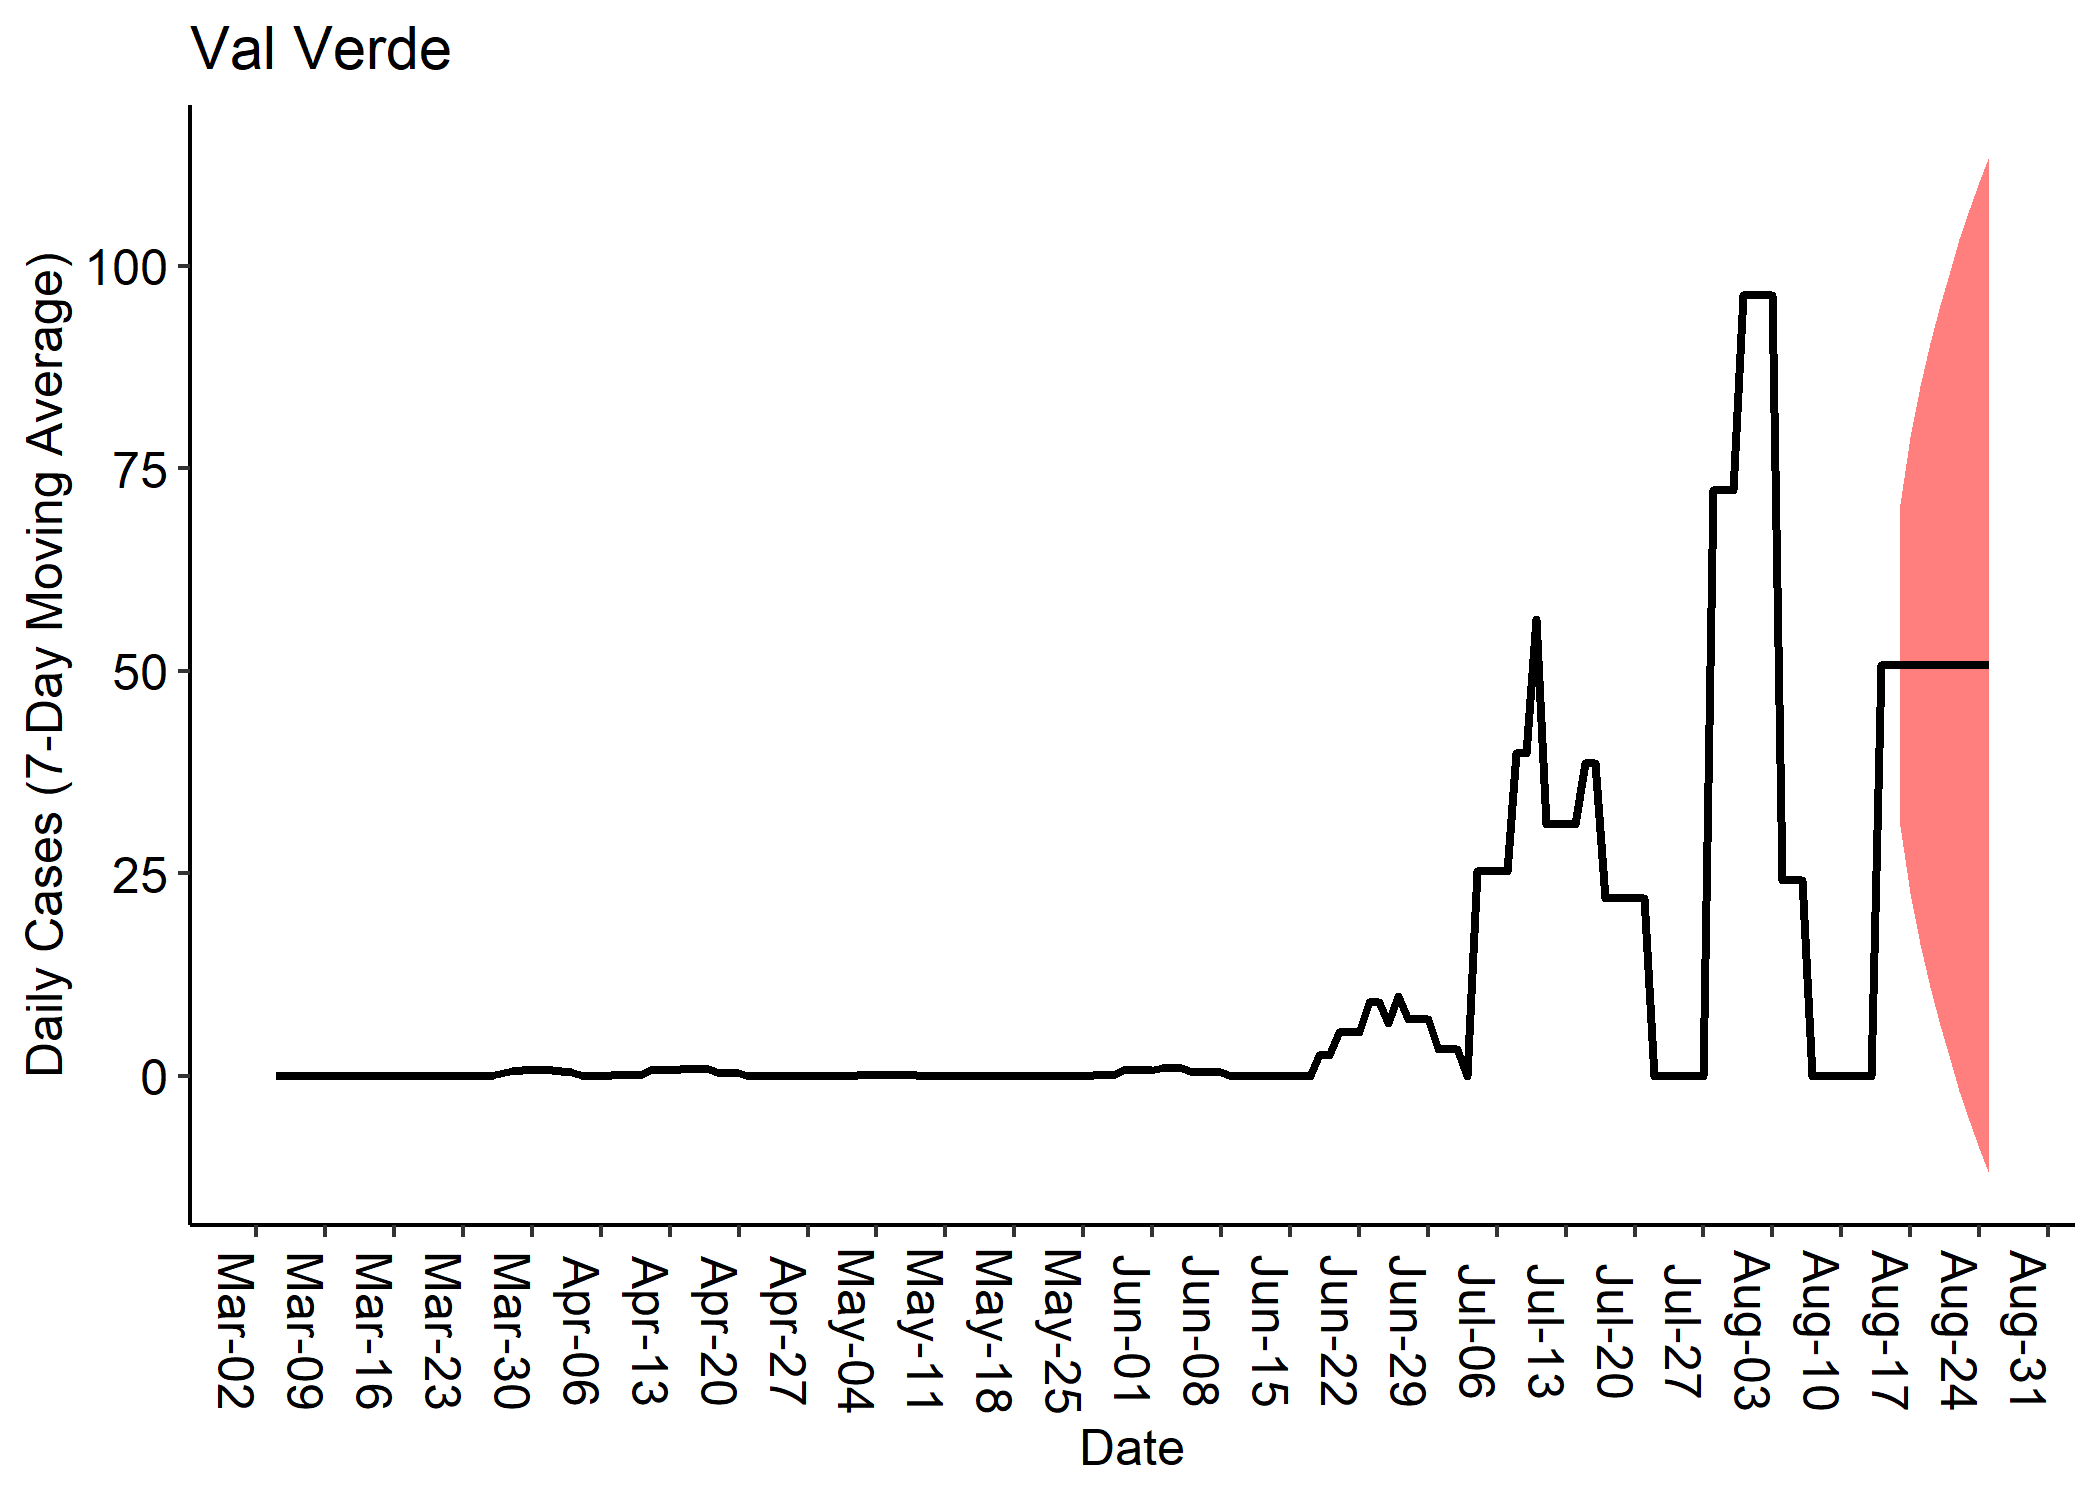 Val Verde
Daily Cases (7-Day Moving Average)
100
75
50
25
0
Mar-02
Mar-09
Mar-16
Mar-23
Mar-30
Apr-06
Apr-13
Apr-20
Apr-27
May-04
May-11
May-18
May-25
Jun-01
Jun-08
Jun-15
Jun-22
Jun-29
Jul-06
Jul-13
Jul-20
Jul-27
Aug-03
Aug-10
Aug-17
Aug-24
Aug-31
Date